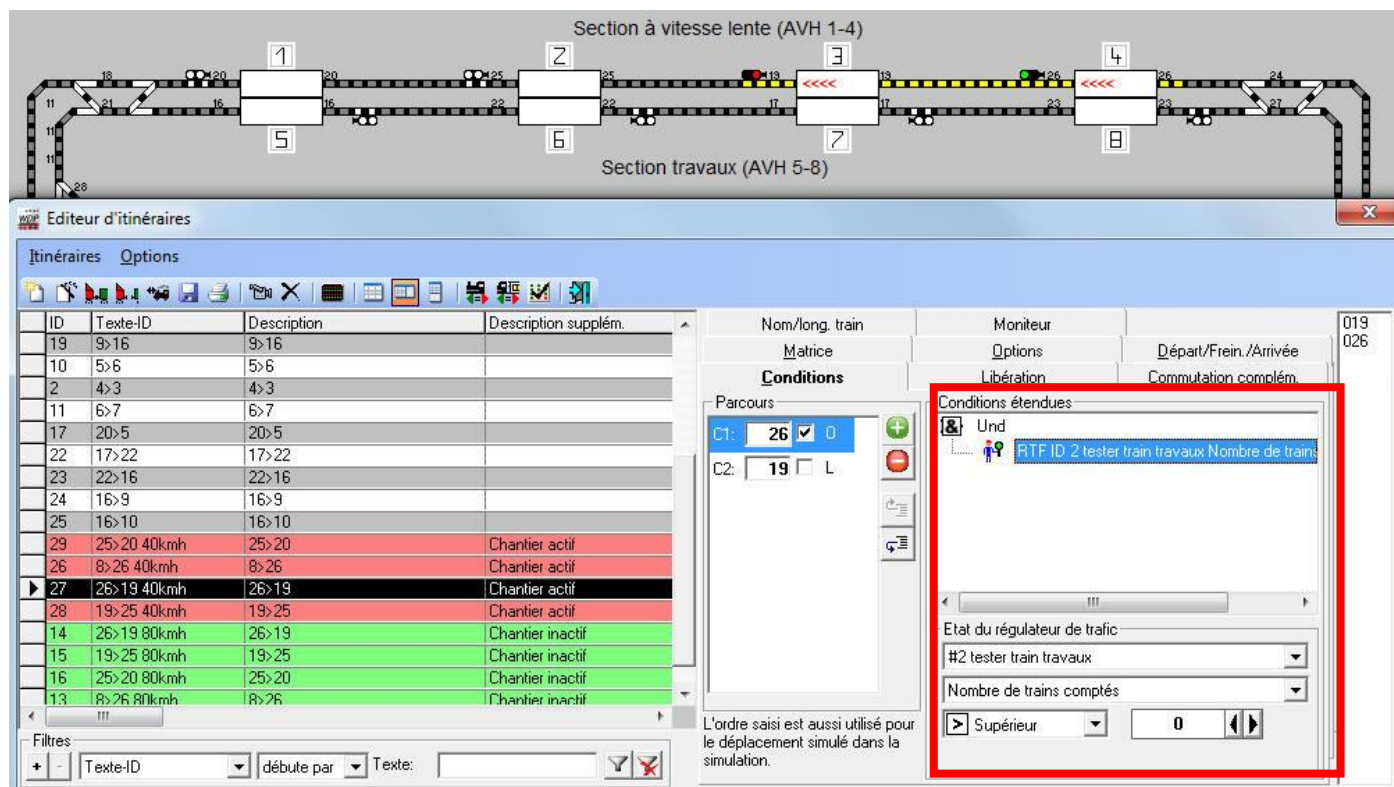 Section à vitesse lente (AVH 1-4)
1 2 3 4
18 20 20 25 25 19 19 26 26 24
<<<< <<<<
11 21 16 16 22 22 17 17 23 23 27
5 6 7 8
11
11
Section travaux (AVH 5-8)
28
WDP Editeur d'itinéraires X
Itinéraires Options
ID Texte-ID Description Description supplém.
19 9>16 9>16
10 5>6 5>6
2 4>3 4>3
11 6>7 6>7
17 20>5 20>5
22 17>22 17>22
23 22>16 22>16
24 16>9 16>9
25 16>10 16>10
29 25>20 40kmh 25>20 Chantier actif
26 8>26 40kmh 8>26 Chantier actif
27 26>19 40kmh 26>19 Chantier actif
28 19>25 40kmh 19>25 Chantier actif
14 26>19 80kmh 26>19 Chantier inactif
15 19>25 80kmh 19>25 Chantier inactif
16 25>20 80kmh 25>20 Chantier inactif
13 8>26 80kmh 8>26 Chantier inactif
Filtres
+ - Texte-ID débute par Texte:
Nom/long. train Moniteur
Matrice Options Départ/Frein./Arrivée
Conditions Libération Commutation complém.
Parcours
C1: 26 O
C2: 19 L
L'ordre saisi est aussi utilisé pour
le déplacement simulé dans la
simulation.
Conditions étendues
& Und
RTF ID 2 tester train travaux Nombre de trains
Etat du régulateur de trafic
#2 tester train travaux
Nombre de trains comptés
> Supérieur 0
019
026